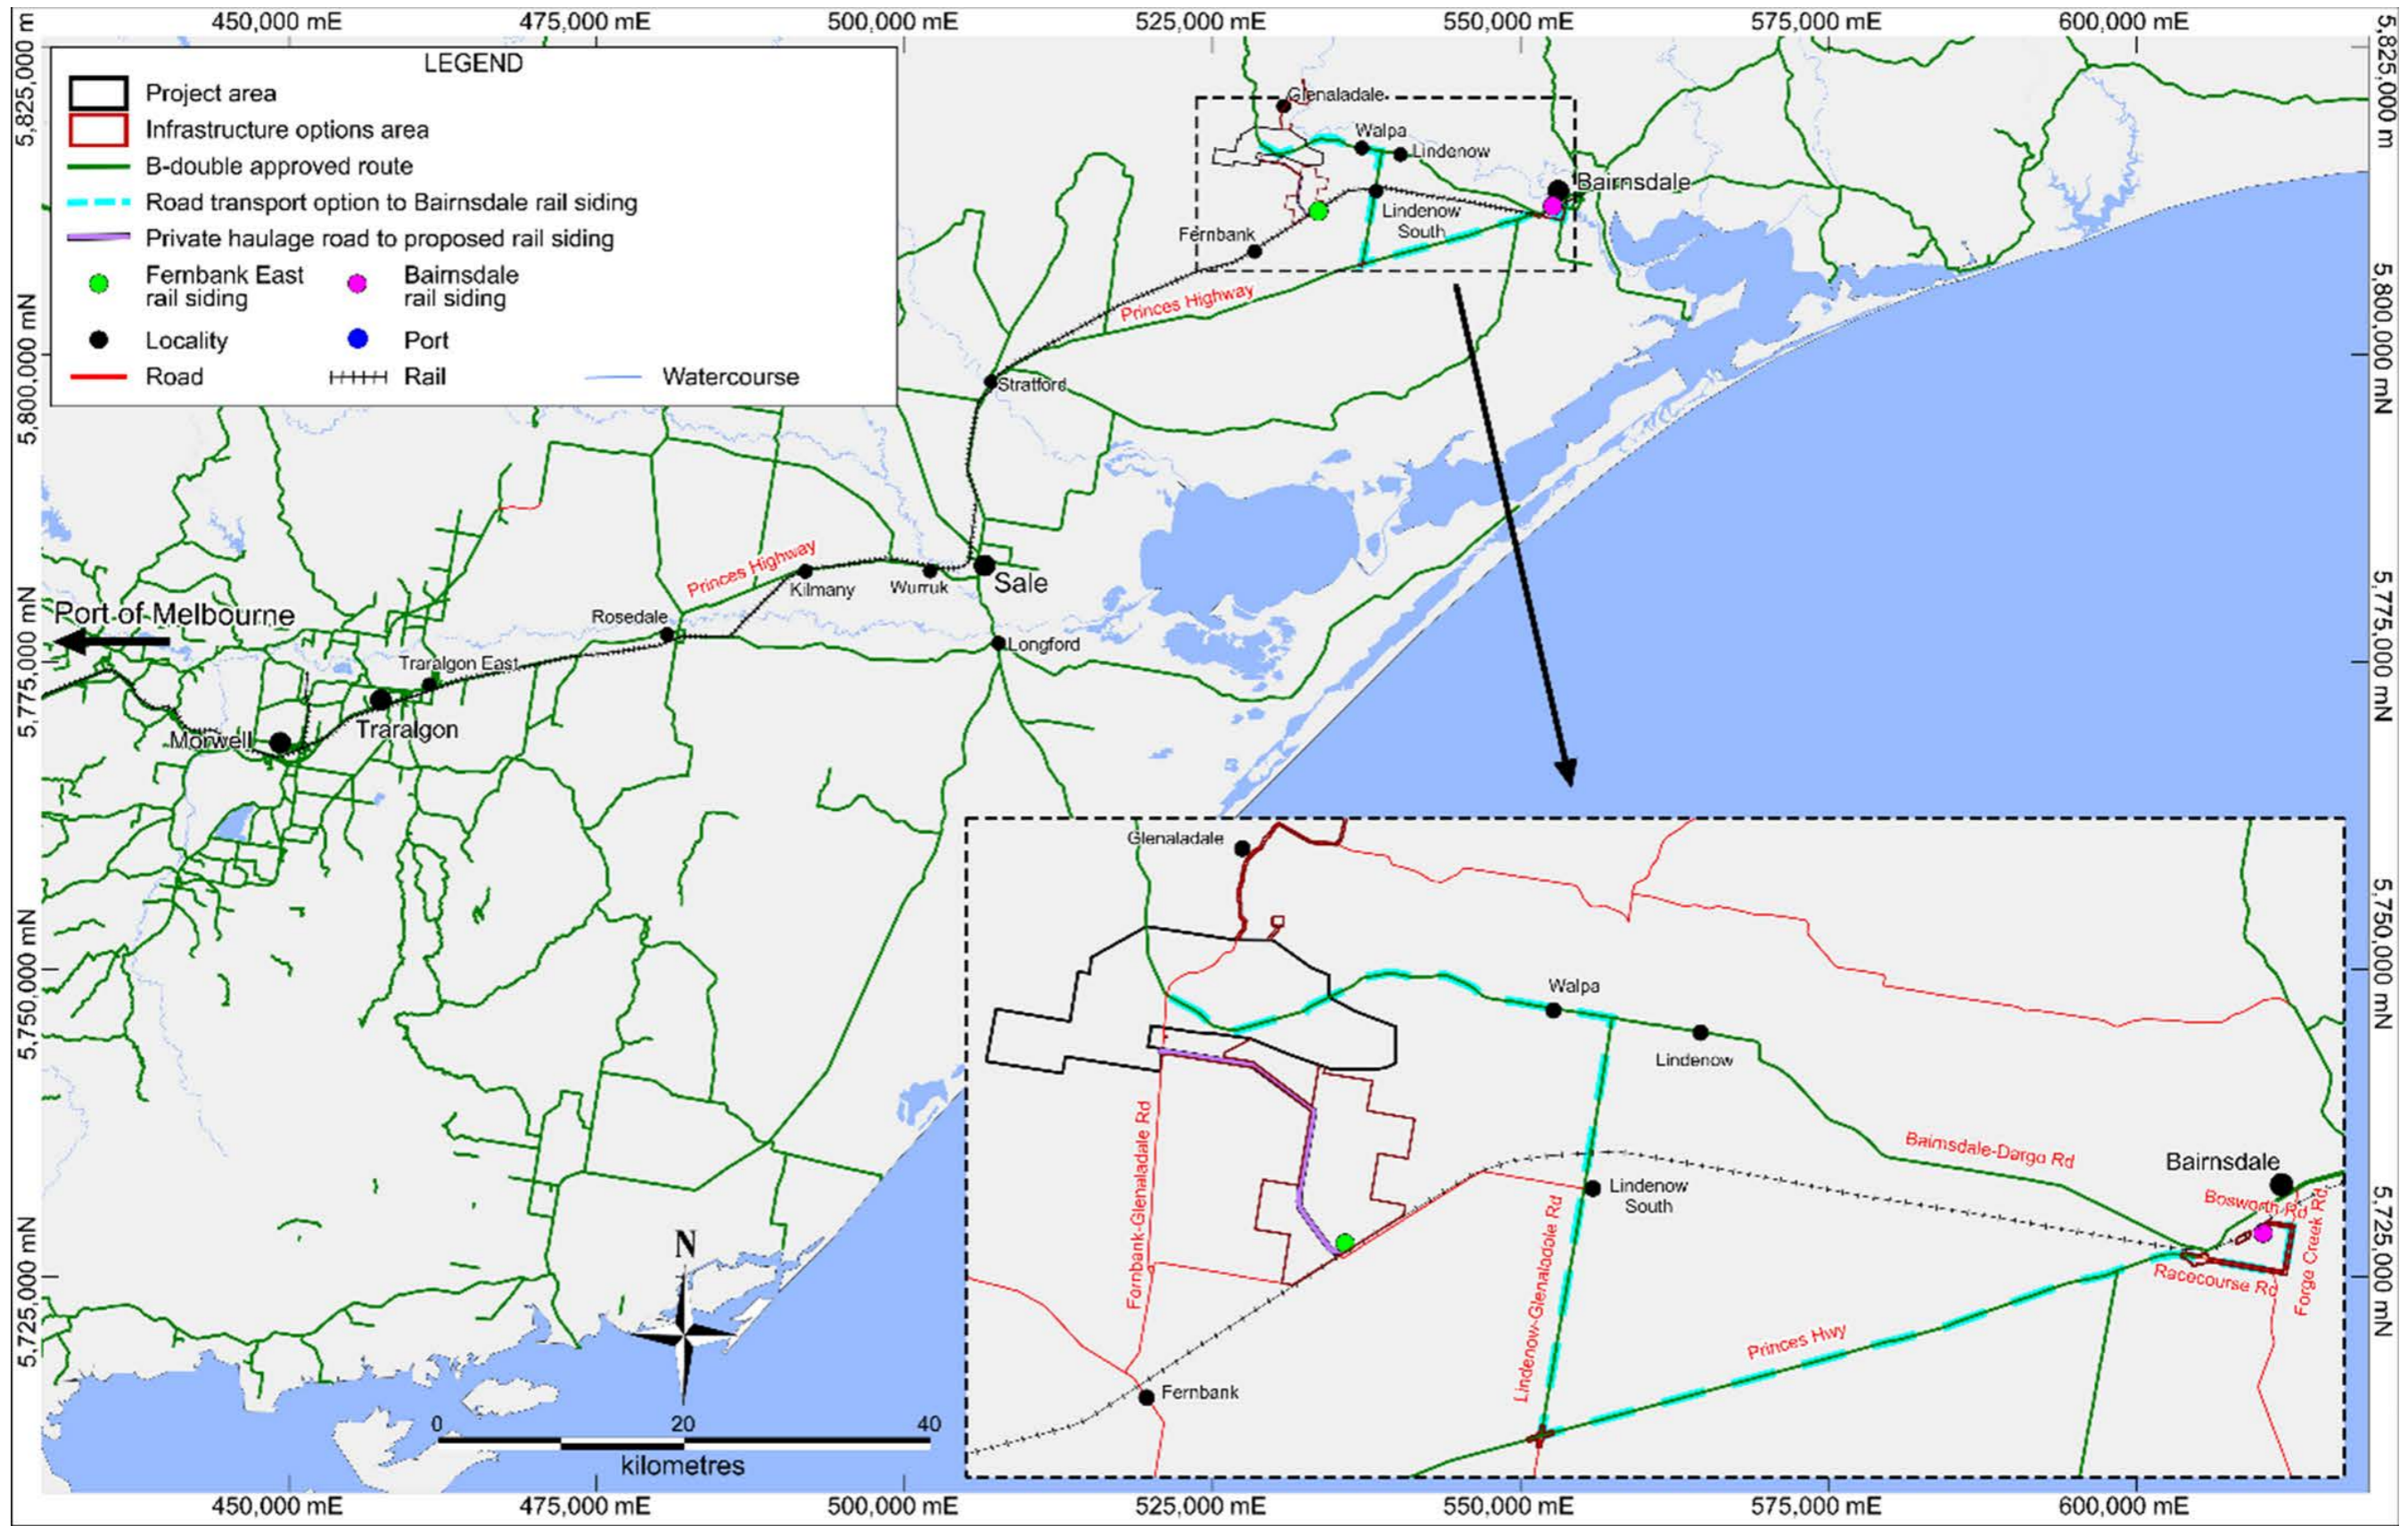 450,000 mE
475,000 mE
500,000 mE
525,000 mE
550,000 mE
575,000 mE
600,000 mE
5,825,000 m
5,825,000 m
LEGEND
Project area
Infrastructure options area
B-double approved route
Road transport option to Bairnsdale rail siding
Private haulage road to proposed rail siding
Fernbank East
rail siding
Bairnsdale
rail siding
Locality
Port
Road
Rail
Watercourse
Glenaladale
Walpa
Lindenow
Bairnsdale
Lindenow
South
Fernbank
Princes Highway
5,800,000 mN
5,800,000 mN
Stratford
Princes Highway
Kilmany
Wurruk
Sale
Rosedale
Longford
Port of Melbourne
Traralgon East
Traralgon
Morwell
5,775,000 mN
5,775,000 mN
Glenaladale
Walpa
Lindenow
Fernbank-Glenaladale Rd
Bairnsdale-Dargo Rd
Bairnsdale
Bosworth Rd
Lindenow
South
Forge Creek Rd
Racecourse Rd
Lindenow-Glenaladale Rd
Princes Hwy
Fernbank
5,750,000 mN
5,750,000 mN
5,725,000 mN
5,725,000 mN
N
0
20
40
kilometres
450,000 mE
475,000 mE
500,000 mE
525,000 mE
550,000 mE
575,000 mE
600,000 mE